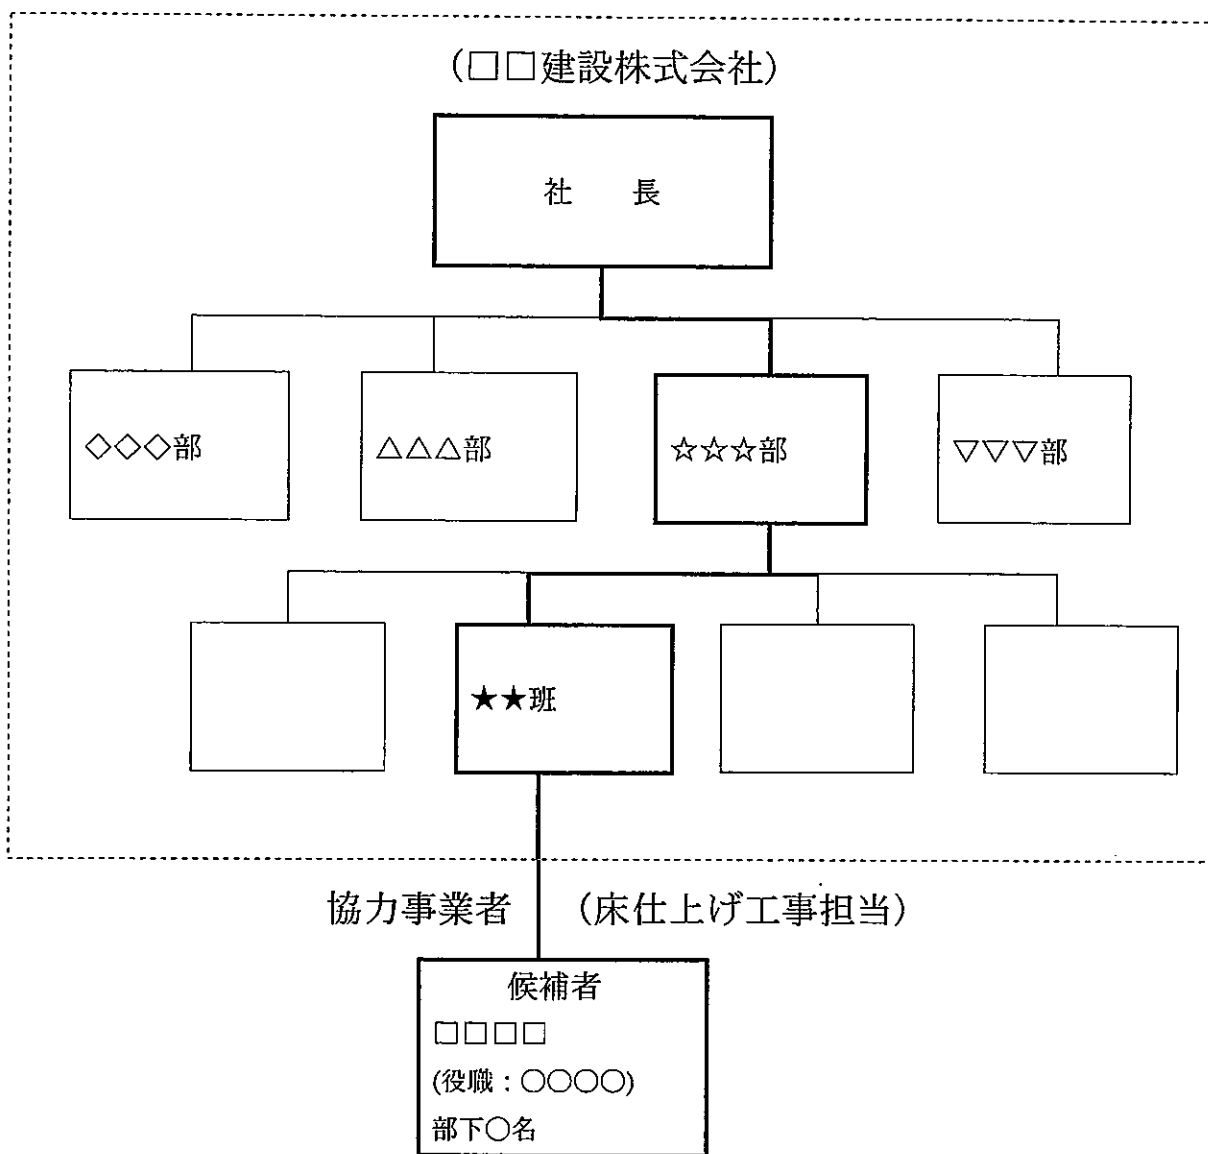 （□□建設株式会社）
社　　長
◇◇◇部
△△△部
☆☆☆部
▽▽▽部
★★班
協力事業者　（床仕上げ工事担当）
候補者
□□□□
(役職：○○○○)
部下○名